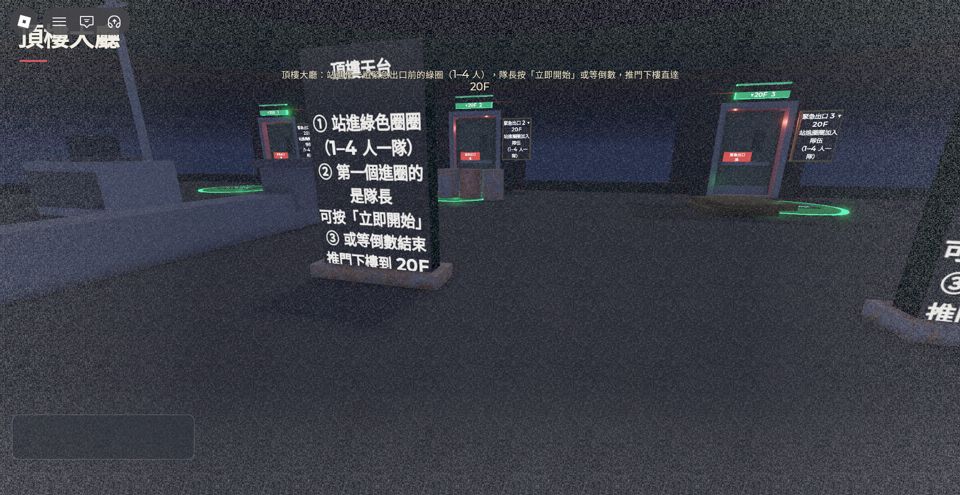 頂樓大廳
頂樓大廳：站
出口前的綠圈（1–4 人），隊長按「立即開始」或等倒數，推門下樓直達
20F
頂樓天台
① 站進綠色圈圈
（1–4 人一隊）
② 第一個進圈的
是隊長
可按「立即開始」
③ 或等倒數結束
推門下樓到 20F
▼20F 2
緊急出口 2 ▼
20F
站進圈圈加入
隊伍
（1–4 人一
隊）
▼20F 3
緊急出口 3 ▼
20F
站進圈圈加入
隊伍
（1–4 人一
隊）
緊急出口
可
③
推